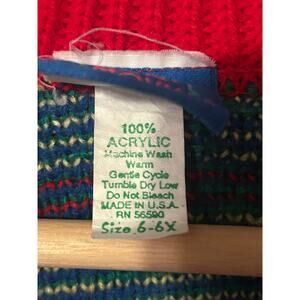 100%
ACRYLIC
Machine Wash
Warm
Gentle Cycle
Tumble Dry Low
Do Not Bleach
MADE IN U.S.A.
RN 56590
Size 6-6X